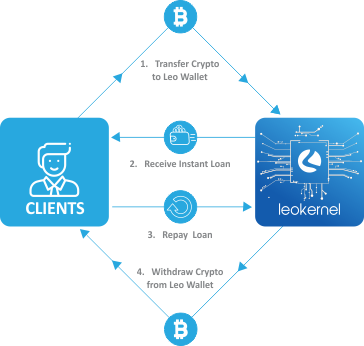 1. Transfer Crypto
to Leo Wallet
2. Receive Instant Loan
CLIENTS
leokernel
3. Repay Loan
4. Withdraw Crypto
from Leo Wallet